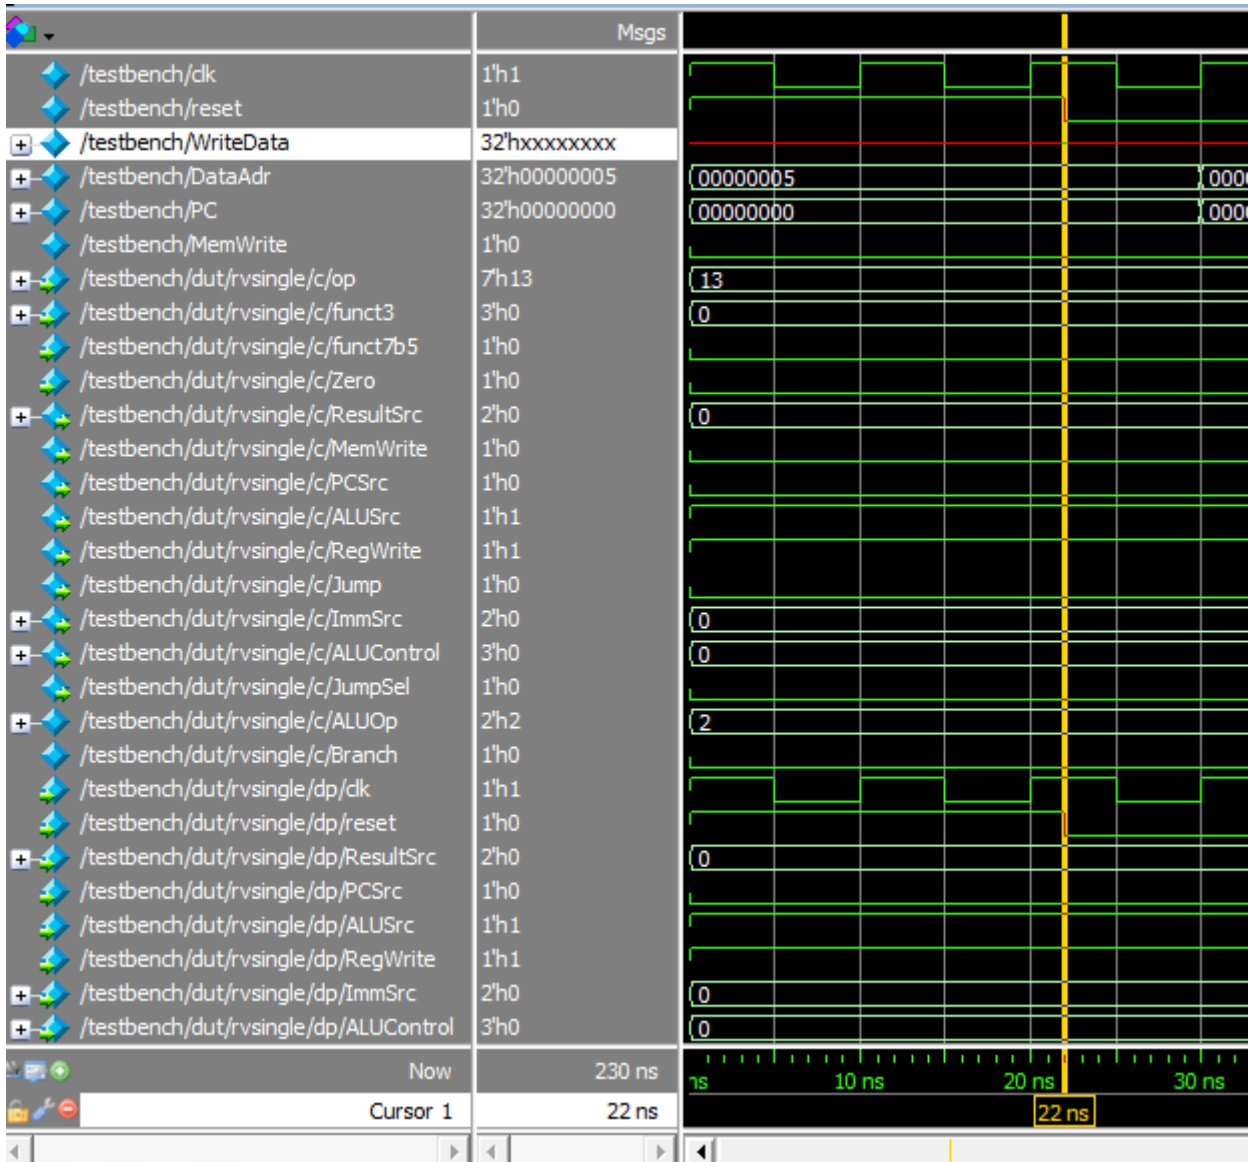 Msgs
/testbench/clk 1'h1
/testbench/reset 1'h0
/testbench/WriteData 32'hxxxxxxxx
/testbench/DataAdr 32'h00000005 00000005 0000
/testbench/PC 32'h00000000 00000000 0000
/testbench/MemWrite 1'h0
/testbench/dut/rvsingle/c/op 7'h13 13
/testbench/dut/rvsingle/c/funct3 3'h0 0
/testbench/dut/rvsingle/c/funct7b5 1'h0
/testbench/dut/rvsingle/c/Zero 1'h0
/testbench/dut/rvsingle/c/ResultSrc 2'h0 0
/testbench/dut/rvsingle/c/MemWrite 1'h0
/testbench/dut/rvsingle/c/PCSrc 1'h0
/testbench/dut/rvsingle/c/ALUSrc 1'h1
/testbench/dut/rvsingle/c/RegWrite 1'h1
/testbench/dut/rvsingle/c/Jump 1'h0
/testbench/dut/rvsingle/c/ImmSrc 2'h0 0
/testbench/dut/rvsingle/c/ALUControl 3'h0 0
/testbench/dut/rvsingle/c/JumpSel 1'h0
/testbench/dut/rvsingle/c/ALUOp 2'h2 2
/testbench/dut/rvsingle/c/Branch 1'h0
/testbench/dut/rvsingle/dp/clk 1'h1
/testbench/dut/rvsingle/dp/reset 1'h0
/testbench/dut/rvsingle/dp/ResultSrc 2'h0 0
/testbench/dut/rvsingle/dp/PCSrc 1'h0
/testbench/dut/rvsingle/dp/ALUSrc 1'h1
/testbench/dut/rvsingle/dp/RegWrite 1'h1
/testbench/dut/rvsingle/dp/ImmSrc 2'h0 0
/testbench/dut/rvsingle/dp/ALUControl 3'h0 0
Now 230 ns ns 10 ns 20 ns 30 ns
Cursor 1 22 ns 22 ns